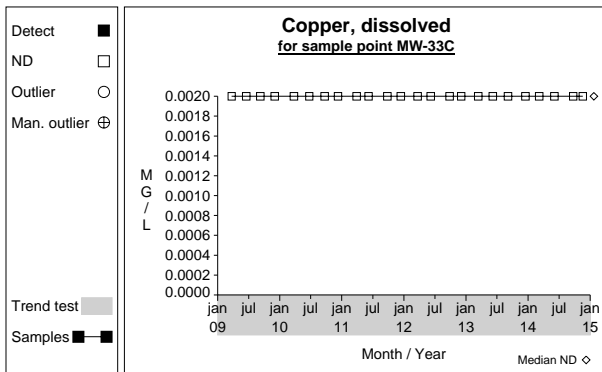 Detect
ND
Outlier
Man. outlier
Trend test
Samples
Copper, dissolved
for sample point MW-33C
M
G
/
L
0.0020
0.0018
0.0016
0.0014
0.0012
0.0010
0.0008
0.0006
0.0004
0.0002
0.0000
jan jul jan jul jan jul jan jul jan jul jan jul jan
09 10 11 12 13 14 15
Month / Year
Median ND